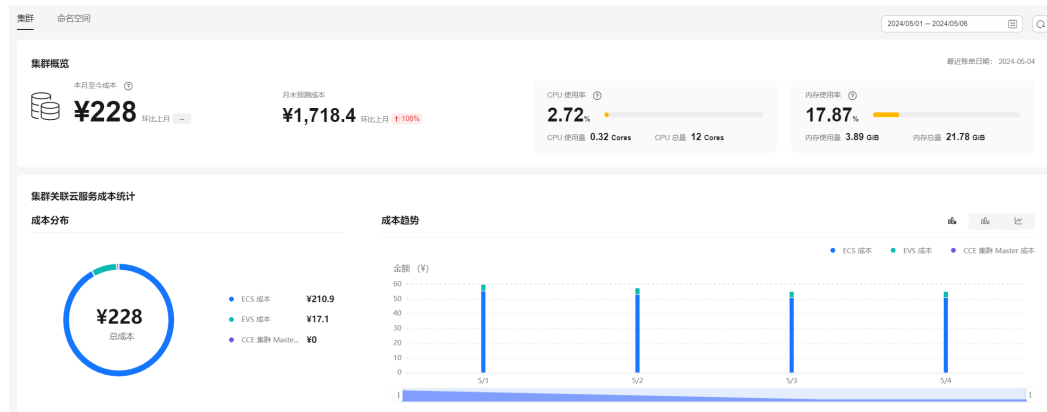 集群 命名空间
2024/05/01 – 2024/05/06
集群概览
最近账单日期： 2024-05-04
本月至今成本
¥228 环比上月 --
月末预测成本
¥1,718.4 环比上月 ↑ 106%
CPU 使用率
2.72%
CPU 使用量 0.32 Cores CPU 总量 12 Cores
内存使用率
17.87%
内存使用量 3.89 GiB 内存总量 21.78 GiB
集群关联云服务成本统计
成本分布
¥228
总成本
ECS 成本 ¥210.9
EVS 成本 ¥17.1
CCE 集群 Maste... ¥0
成本趋势
ECS 成本 EVS 成本 CCE 集群 Master 成本
金额 (¥)
60
50
40
30
20
10
0
5/1 5/2 5/3 5/4